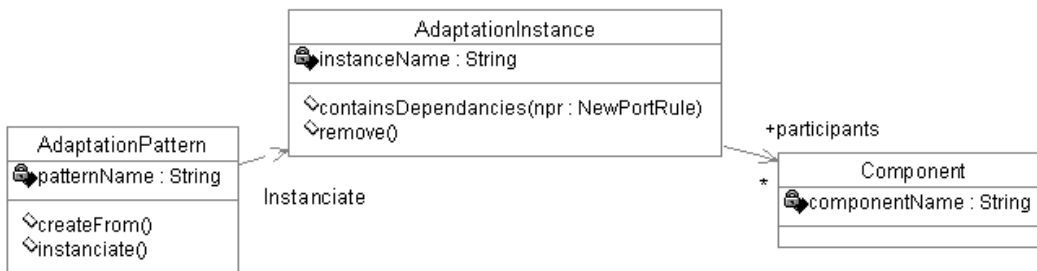 AdaptationInstance
instanceName : String
containsDependancies(npr : NewPortRule)
remove()
AdaptationPattern
patternName : String
createFrom()
instanciate()
Instanciate
+participants
*
Component
componentName : String